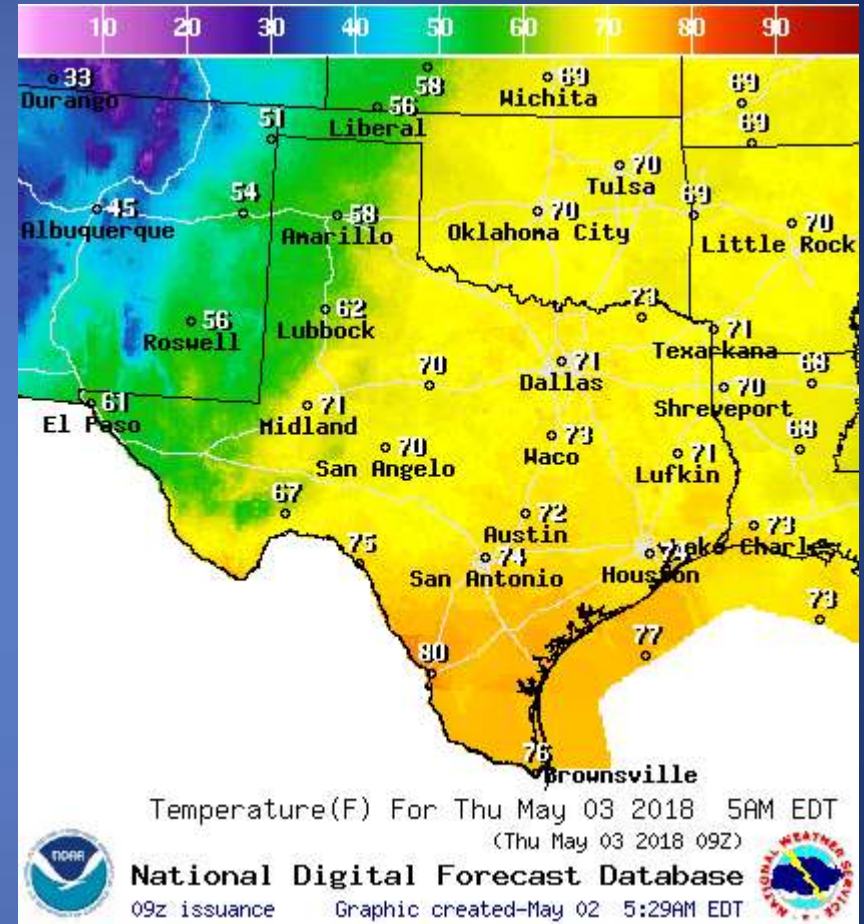 10 20 30 40 50 60 70 80 90
33 58 69 69
Durango Wichita
56
Liberal
51 69
70
Tulsa
45 54 58 70 69 70
Albuquerque Amarillo Oklahoma City Little Rock
56 62 73
Roswell Lubbock 71
Texarkana
70 71 70 68
Dallas Shreveport
61 71
El Paso Midland
70 73 71 68
San Angelo Waco Lufkin
67 72 73
Austin
75 74 74 Lake Charles
San Antonio Houston
73
80 77
76
Brownsville
Temperature(F) For Thu May 03 2018 5AM EDT
(Thu May 03 2018 09Z)
NOAA
National Digital Forecast Database
09z issuance Graphic created-May 02 5:29AM EDT
NATIONAL WEATHER SERVICE